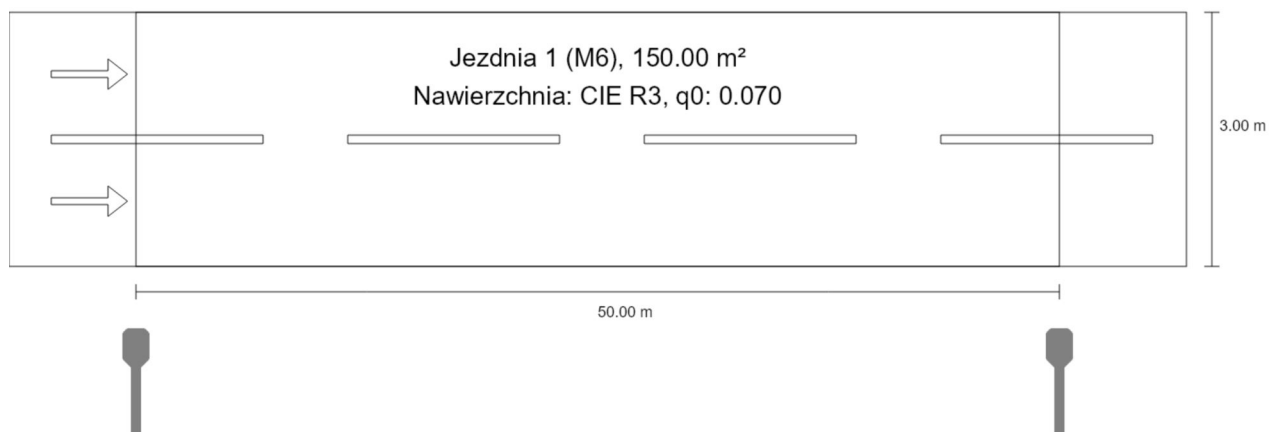 Jezdnia 1 (M6), 150.00 m²
Nawierzchnia: CIE R3, q0: 0.070
3.00 m
50.00 m